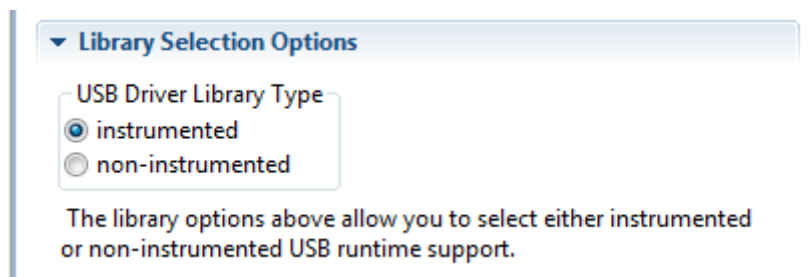 Library Selection Options
USB Driver Library Type
instrumented
non-instrumented
The library options above allow you to select either instrumented
or non-instrumented USB runtime support.